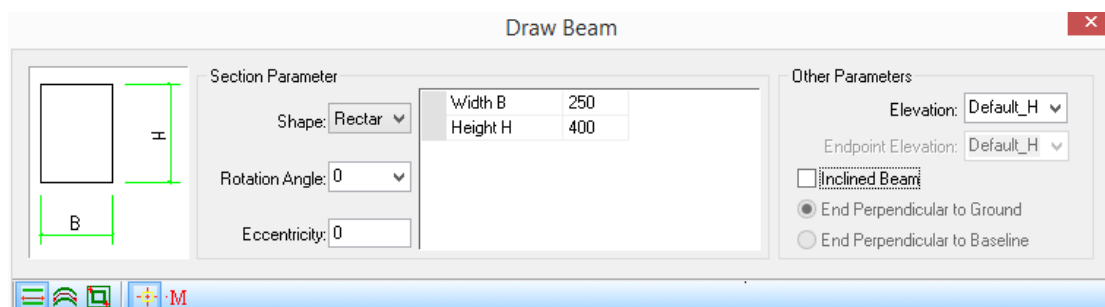 Draw Beam
Section Parameter
Shape: Rectar
Rotation Angle: 0
Eccentricity: 0
Width B 250
Height H 400
H
B
Other Parameters
Elevation: Default_H
Endpoint Elevation: Default_H
Inclined Beam
End Perpendicular to Ground
End Perpendicular to Baseline
M